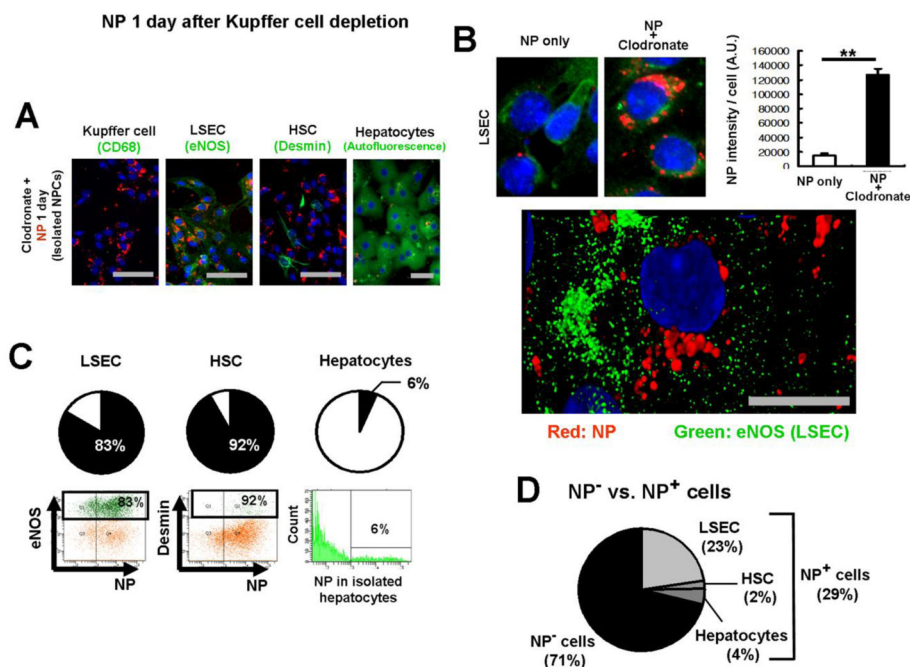 NP 1 day after Kupffer cell depletion
A
Kupffer cell
(CD68)
LSEC
(eNOS)
HSC
(Desmin)
Hepatocytes
(Autofluorescence)
Clodronate +
NP 1 day
(Isolated NPCs)
B
NP only
NP
+
Clodronate
LSEC
NP intensity / cell (A.U.)
160000
140000
120000
100000
80000
60000
40000
20000
0
**
NP only
NP
+
Clodronate
Red: NP
Green: eNOS (LSEC)
C
LSEC
HSC
Hepatocytes
83%
92%
6%
eNOS
83%
NP
Desmin
92%
NP
Count
6%
NP in isolated
hepatocytes
D
NP⁻ vs. NP⁺ cells
LSEC
(23%)
HSC
(2%)
Hepatocytes
(4%)
NP⁻ cells
(71%)
NP⁺ cells
(29%)